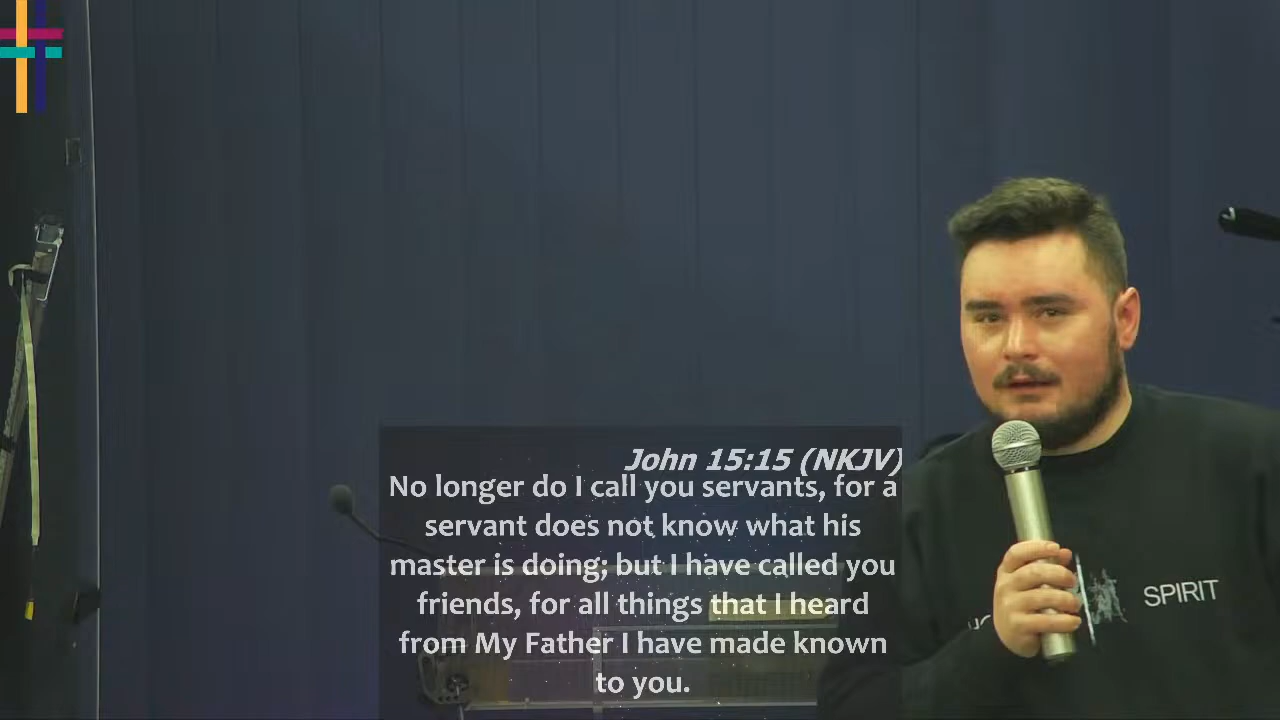 John 15:15 (NKJV)
No longer do I call you servants, for a
servant does not know what his
master is doing; but I have called you
friends, for all things that I heard
from My Father I have made known
to you.
SPIRIT